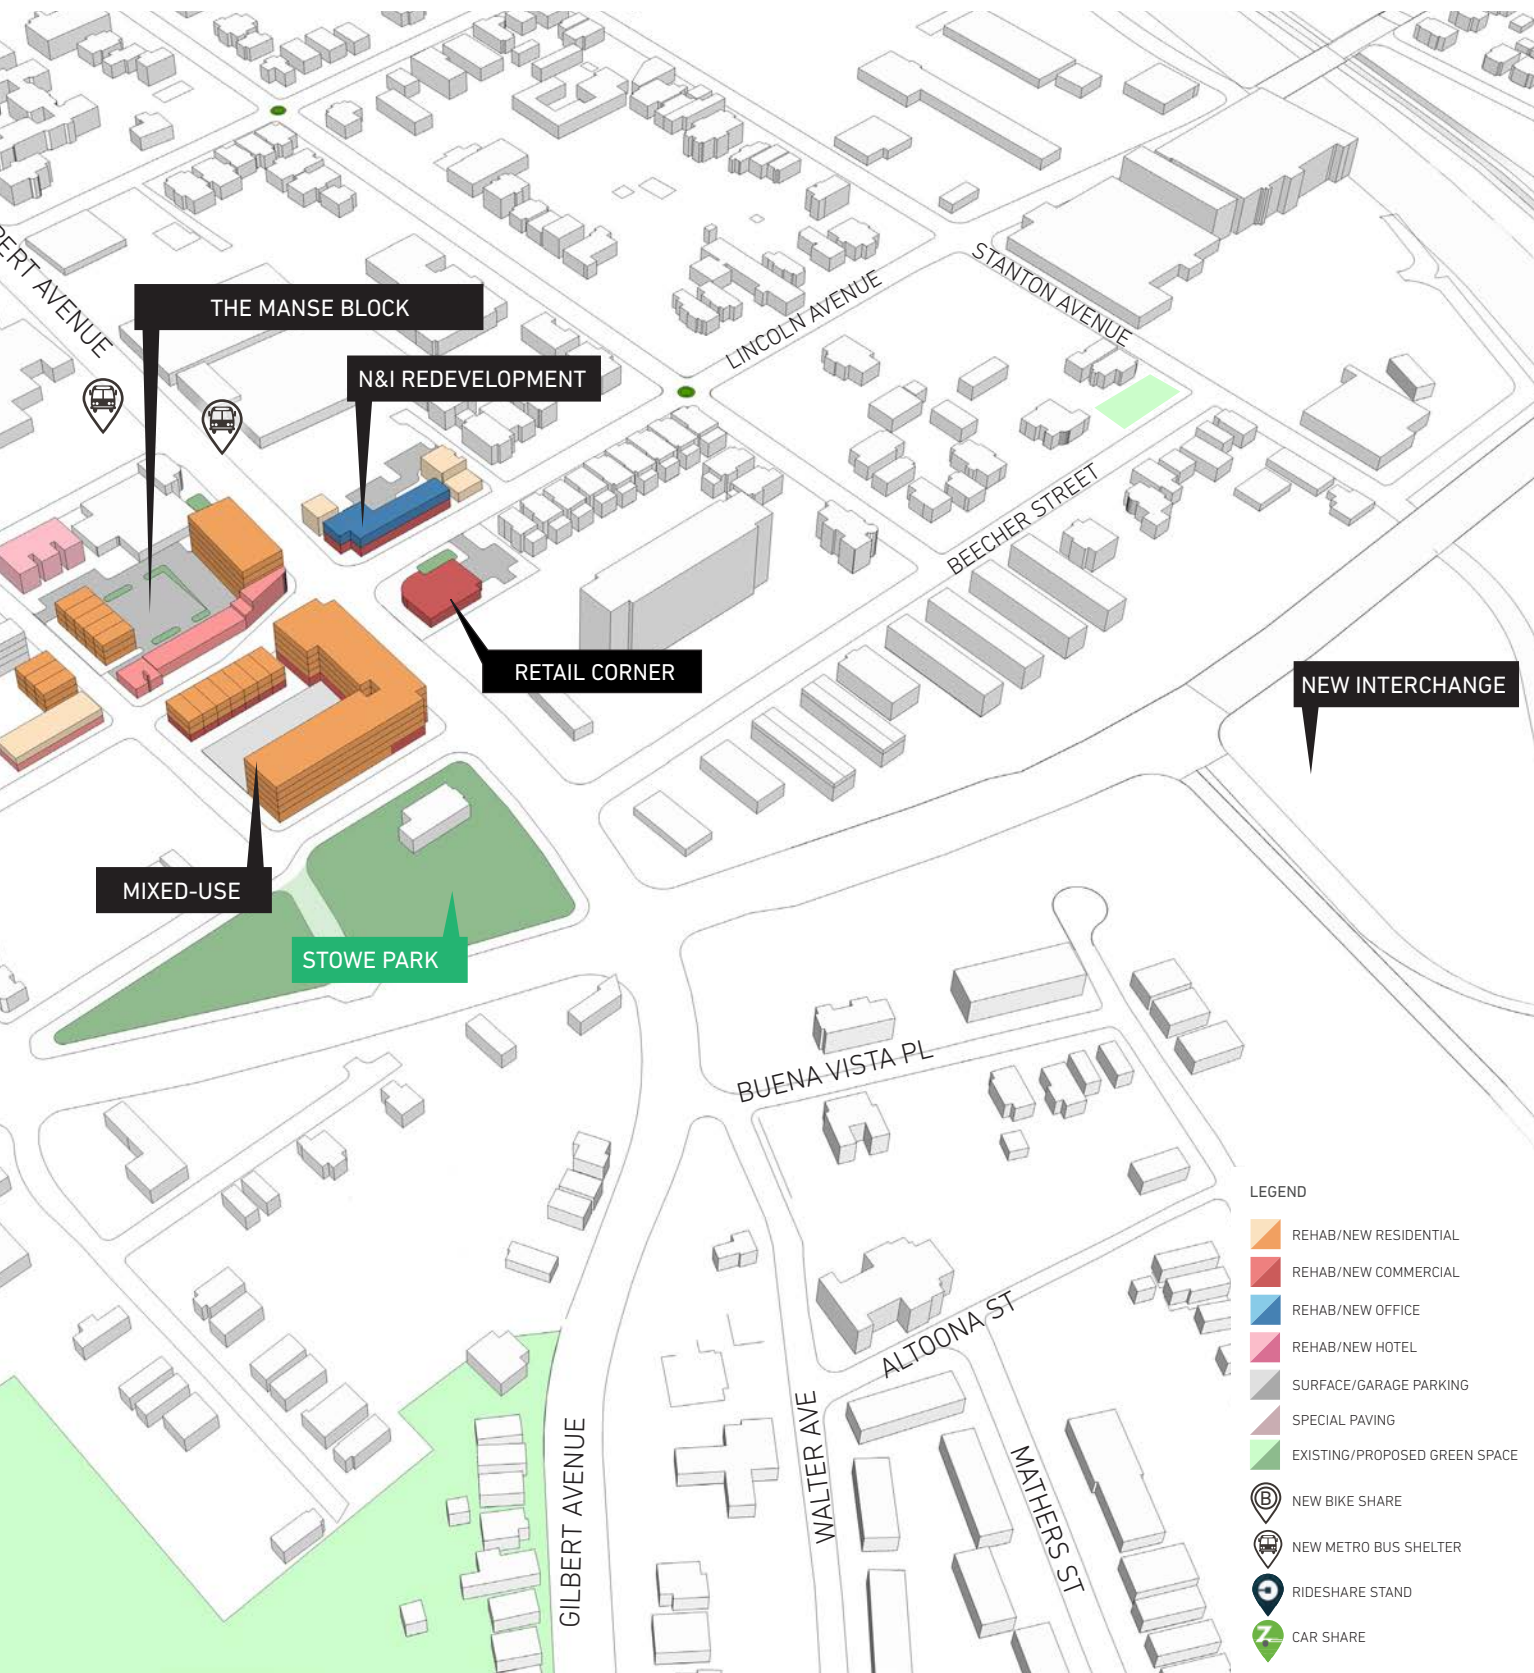 BERT AVENUE
THE MANSE BLOCK
N&I REDEVELOPMENT
LINCOLN AVENUE
STANTON AVENUE
BEECHER STREET
RETAIL CORNER
NEW INTERCHANGE
MIXED-USE
STOWE PARK
BUENA VISTA PL
ALTOONA ST
GILBERT AVENUE
WALTER AVE
MATHERS ST
LEGEND
REHAB/NEW RESIDENTIAL
REHAB/NEW COMMERCIAL
REHAB/NEW OFFICE
REHAB/NEW HOTEL
SURFACE/GARAGE PARKING
SPECIAL PAVING
EXISTING/PROPOSED GREEN SPACE
B NEW BIKE SHARE
NEW METRO BUS SHELTER
RIDESHARE STAND
Z CAR SHARE